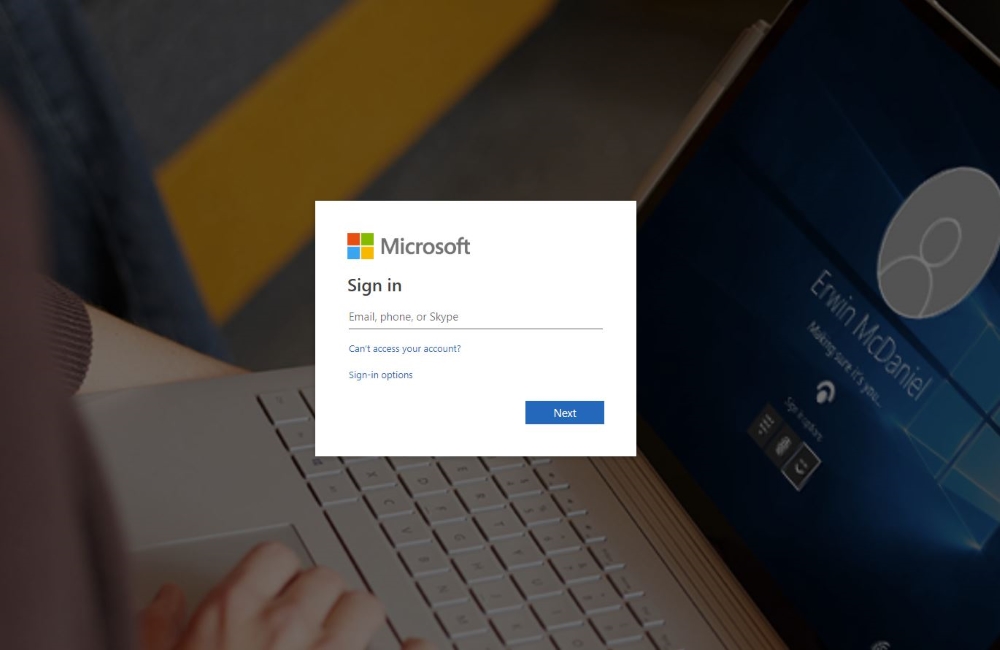 Microsoft
Sign in
Email, phone, or Skype
Can't access your account?
Sign-in options
Next
Erwin McDaniel
Making sure it's you...
Sign in options